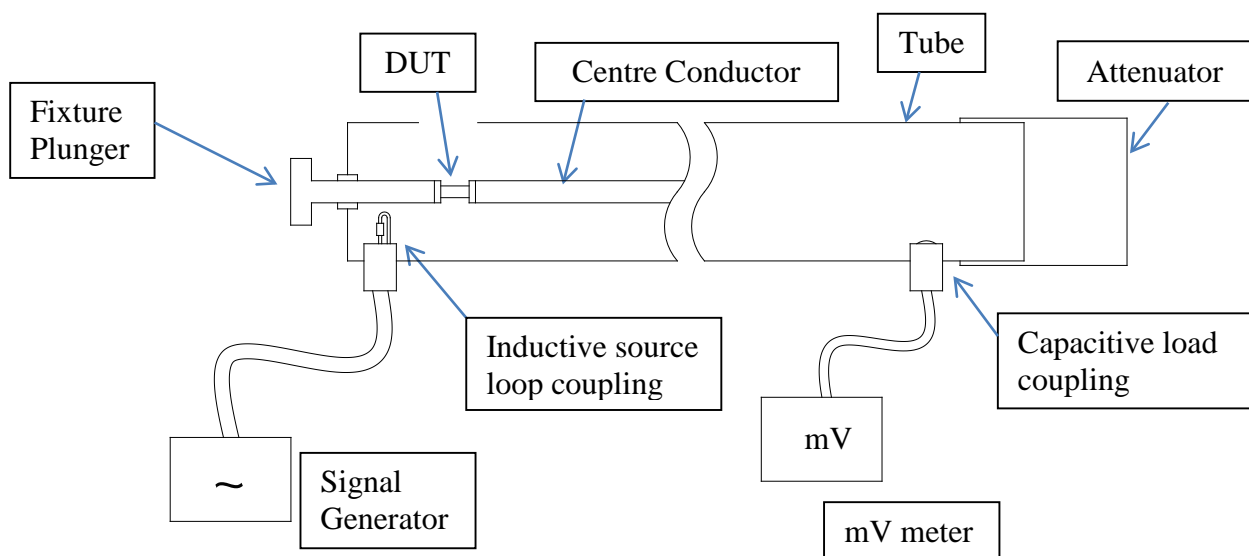 Tube
DUT
Centre Conductor
Attenuator
Fixture
Plunger
Inductive source
loop coupling
Capacitive load
coupling
mV
~
Signal
Generator
mV meter